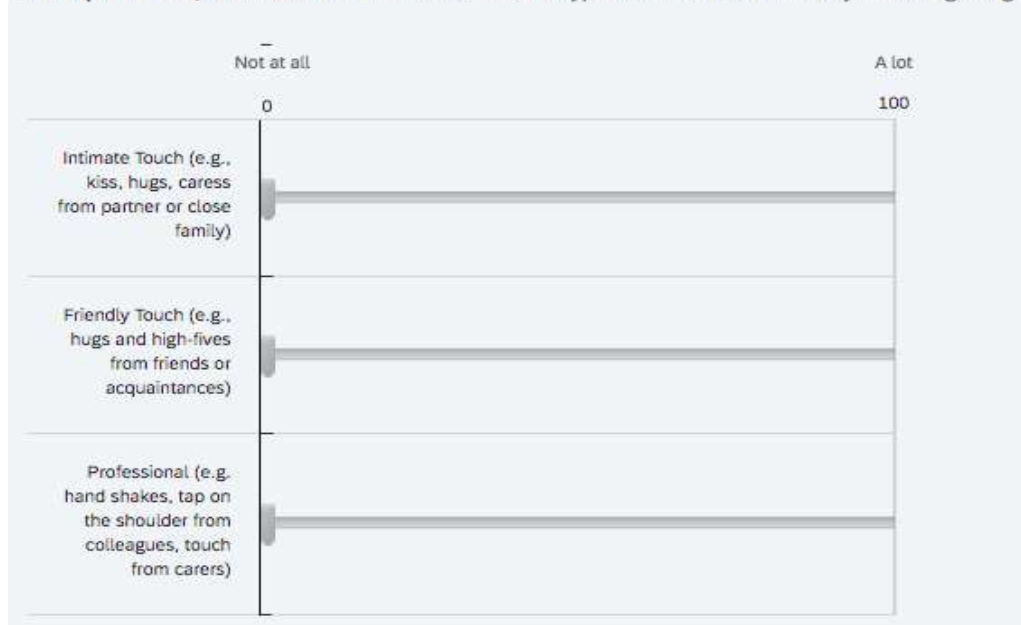 Not at all
A lot
0
100
Intimate Touch (e.g.,
kiss, hugs, caress
from partner or close
family)
Friendly Touch (e.g.,
hugs and high-fives
from friends or
acquaintances)
Professional (e.g.
hand shakes, tap on
the shoulder from
colleagues, touch
from carers)